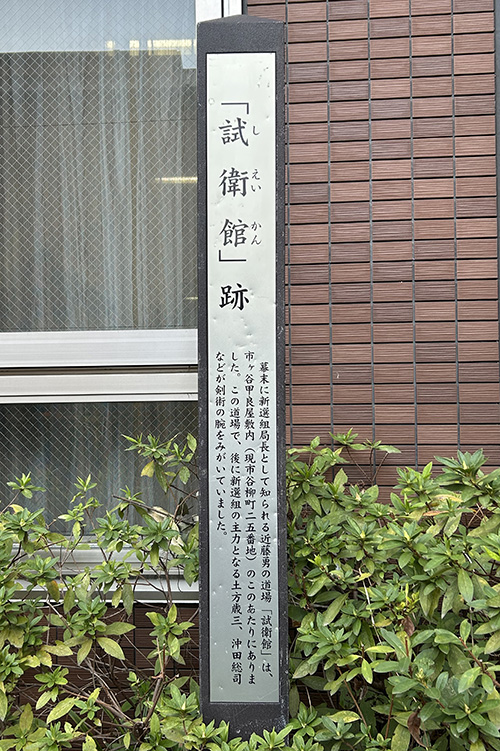 「試衛館」跡
しえいかん
幕末に新選組局長として知られる近藤勇の道場「試衛館」は、
市ヶ谷甲良屋敷内（現市谷柳町二五番地）のこのあたりにありま
した。この道場で、後に新選組の主力となる土方歳三、沖田総司
などが剣術の腕をみがいていました。